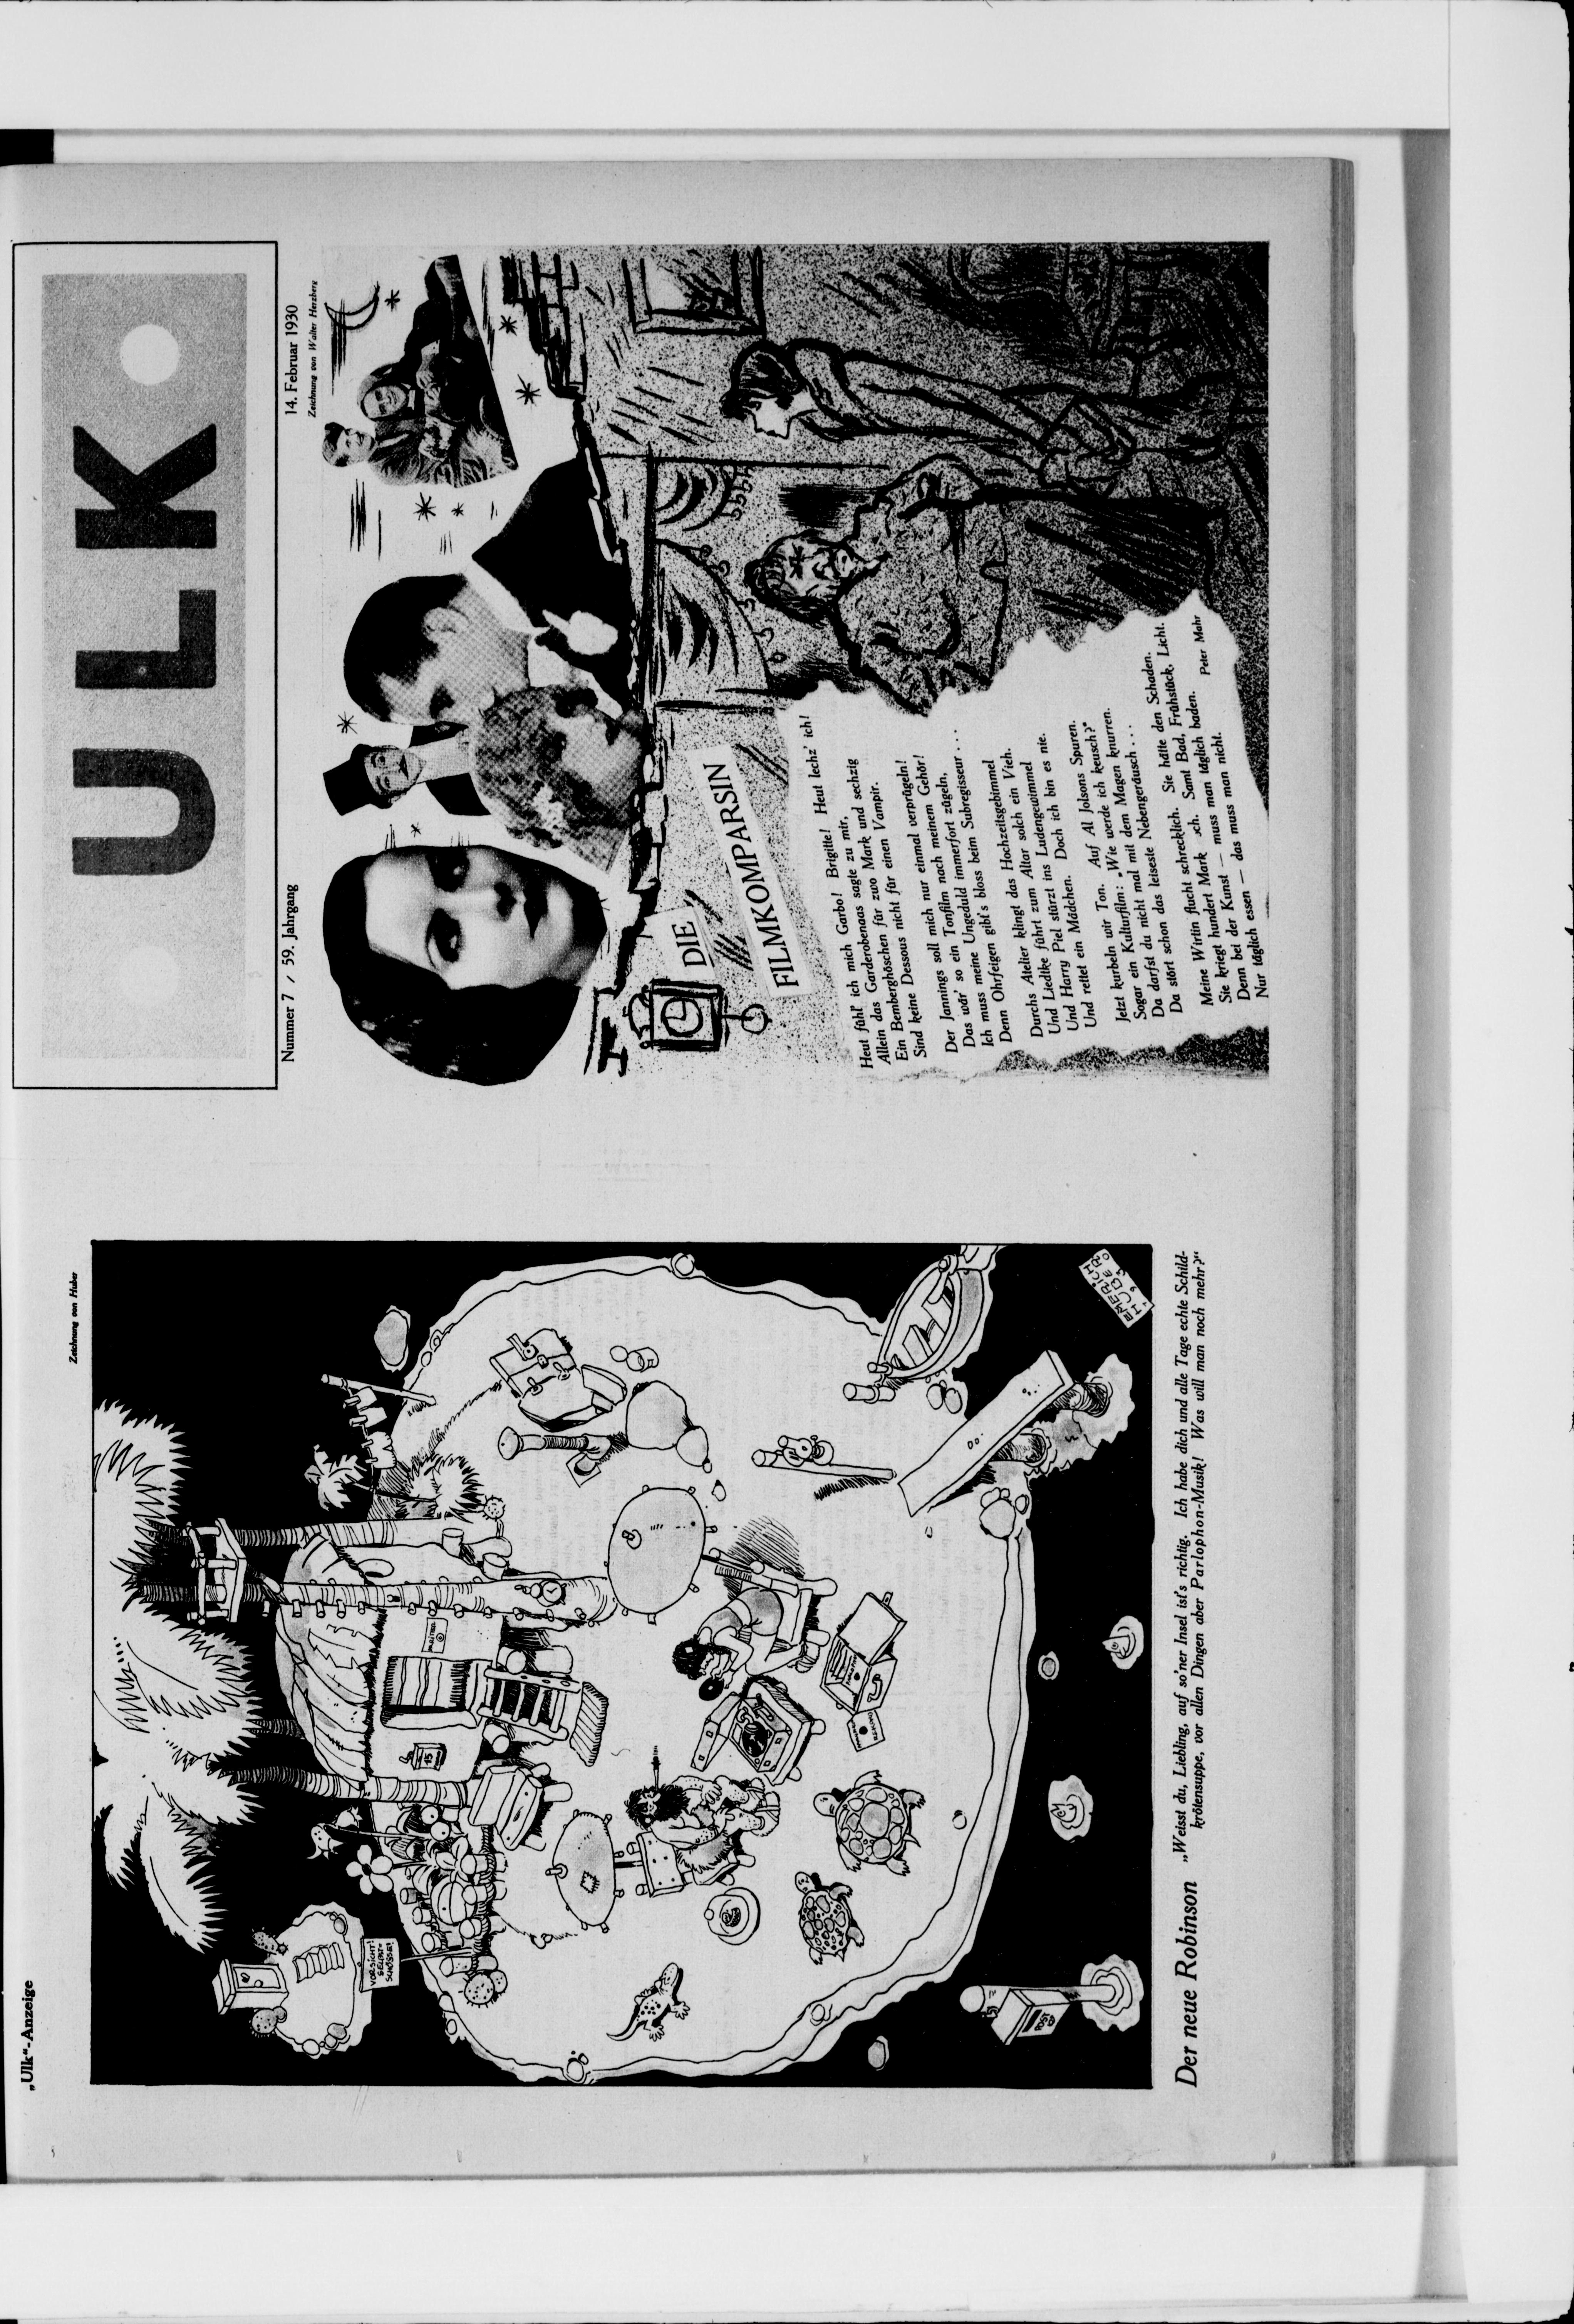 „Ulk“-Anzeige
Zeichnung von Huber
VORSICHT!
SELBST-
SCHÜSSE!
15
EMERICH
HUBER
Der neue Robinson „Weisst du, Liebling, auf so'ner Insel ist's richtig. Ich habe dich und alle Tage echte Schild-
krötensuppe, vor allen Dingen aber Parlophon-Musik! Was will man noch mehr?“
ULK
Nummer 7 / 59. Jahrgang
14. Februar 1930
Zeichnung von Walter Herzberg
DIE
FILMKOMPARSIN
Heut fühl' ich mich Garbo! Brigitte! Heut lechz' ich!
Allein das Garderobenaas sagte zu mir,
Ein Bemberghöschen für zwo Mark und sechzig
Sind keine Dessous nicht für einen Vampir.
Der Jannings soll mich nur einmal verprügeln!
Das wär' so ein Tonfilm nach meinem Gehör!
Ich muss meine Ungeduld immerfort zügeln,
Denn Ohrfeigen gibt's bloss beim Subregisseur ...
Durchs Atelier klingt das Hochzeitsgebimmel
Und Liedtke führt zum Altar solch ein Vieh.
Und Harry Piel stürzt ins Ludengewimmel
Und rettet ein Mädchen. Doch ich bin es nie.
Jetzt kurbeln wir Ton. Auf Al Jolsons Spuren.
Sogar ein Kulturfilm: „Wie werde ich keusch?“
Da darfst du nicht mal mit dem Magen knurren.
Da stört schon das leiseste Nebengeräusch ...
Meine Wirtin flucht schrecklich. Sie hätte den Schaden.
Sie kriegt hundert Mark Samt Bad, Frühstück, Licht.
Denn bei der Kunst — muss man täglich baden.
Nur täglich essen — das muss man nicht.
Peter Mohr